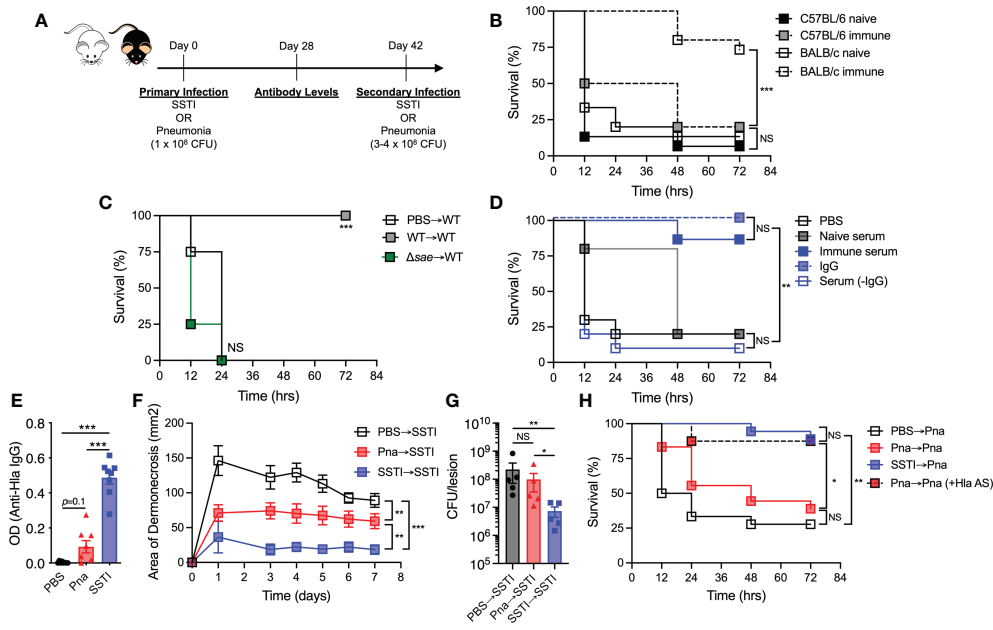 A
Day 0
Day 28
Day 42
Primary Infection
SSTI
OR
Pneumonia
(1 x 10⁸ CFU)
Antibody Levels
Secondary Infection
SSTI
OR
Pneumonia
(3-4 x 10⁸ CFU)
B
Survival (%)
100
75
50
25
0
0 12 24 36 48 60 72 84
Time (hrs)
C57BL/6 naive
C57BL/6 immune
BALB/c naive
BALB/c immune
***
NS
C
Survival (%)
100
75
50
25
0
0 12 24 36 48 60 72 84
Time (hrs)
PBS→WT
WT→WT
Δsae→WT
***
NS
D
Survival (%)
100
75
50
25
0
0 12 24 36 48 60 72 84
Time (hrs)
PBS
Naive serum
Immune serum
IgG
Serum (-IgG)
NS
**
NS
E
OD (Anti-Hla IgG)
0.8
0.6
0.4
0.2
0.0
***
***
p=0.1
PBS
Pna
SSTI
F
Area of Dermonecrosis (mm2)
200
150
100
50
0
0 1 2 3 4 5 6 7 8
Time (days)
PBS→SSTI
Pna→SSTI
SSTI→SSTI
**
**
***
G
CFU/lesion
10¹⁰
10⁹
10⁸
10⁷
10⁶
10⁵
**
NS
*
PBS→SSTI
Pna→SSTI
SSTI→SSTI
H
Survival (%)
100
75
50
25
0
0 12 24 36 48 60 72 84
Time (hrs)
PBS→Pna
Pna→Pna
SSTI→Pna
Pna→Pna (+Hla AS)
NS
*
**
NS